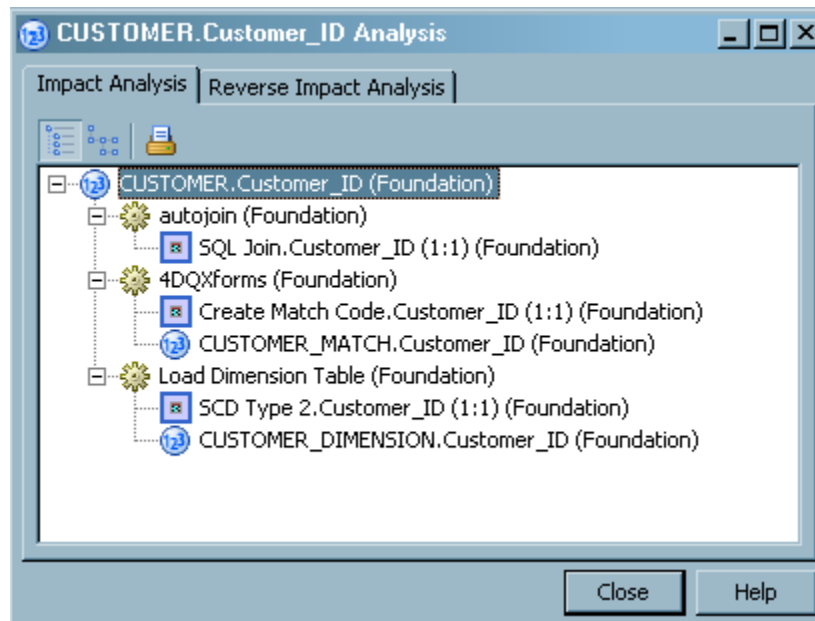 CUSTOMER.Customer_ID Analysis
Impact Analysis Reverse Impact Analysis
CUSTOMER.Customer_ID (Foundation)
autojoin (Foundation)
SQL Join.Customer_ID (1:1) (Foundation)
4DQXforms (Foundation)
Create Match Code.Customer_ID (1:1) (Foundation)
CUSTOMER_MATCH.Customer_ID (Foundation)
Load Dimension Table (Foundation)
SCD Type 2.Customer_ID (1:1) (Foundation)
CUSTOMER_DIMENSION.Customer_ID (Foundation)
Close Help